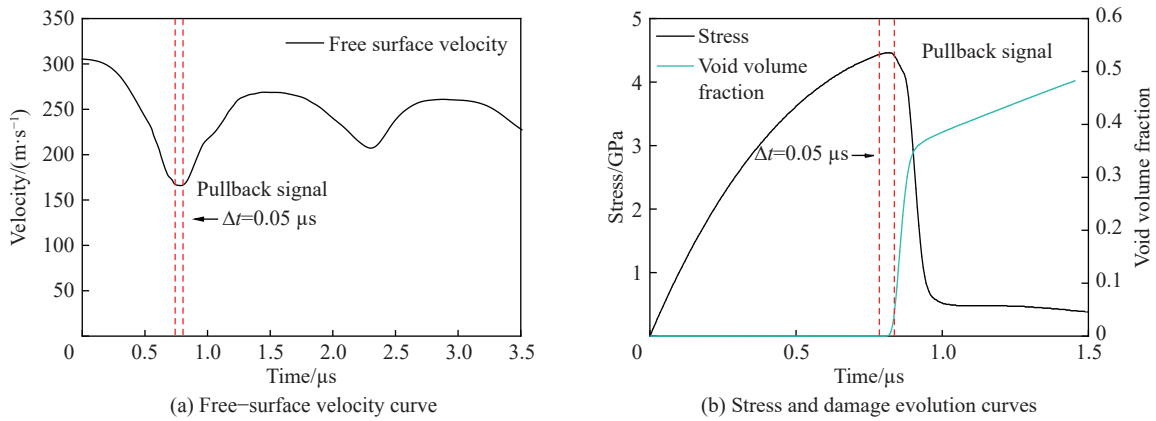 350
300
250
200
150
300
50
0
Velocity/(m·s⁻¹)
Free surface velocity
Pullback signal
Δt=0.05 µs
0
0.5
1.0
1.5
2.0
2.5
3.0
3.5
Time/µs
(a) Free−surface velocity curve
5
4
3
2
1
0
Stress/GPa
Stress
Void volume
fraction
Pullback signal
Δt=0.05 µs
0.6
0.5
0.4
0.3
0.2
0.1
0
Void volume fraction
0.5
1.0
1.5
Time/µs
(b) Stress and damage evolution curves